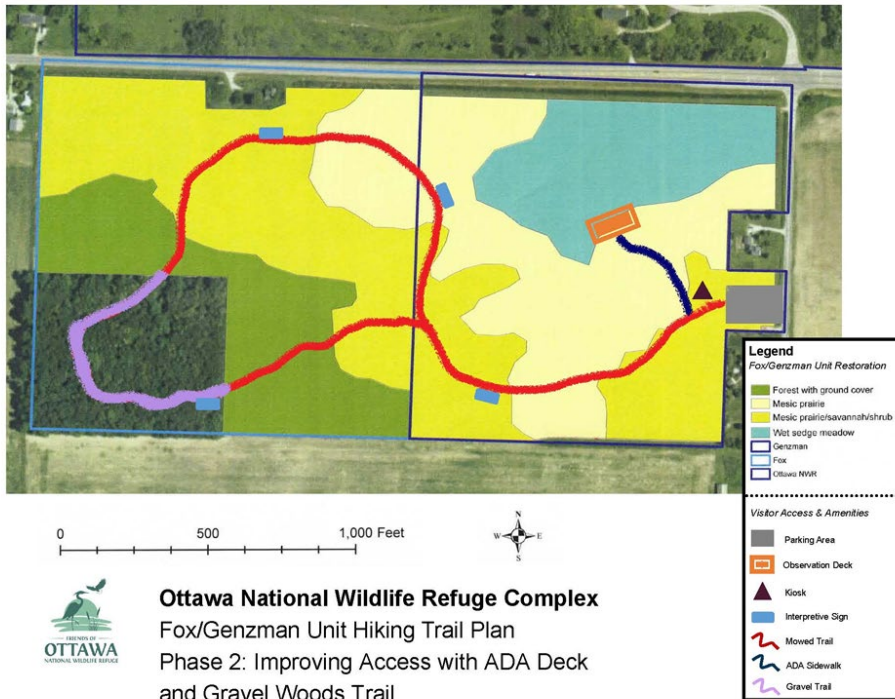 Legend
Fox/Genzman Unit Restoration
Forest with ground cover
Mesic prairie
Mesic prairie/savannah/shrub
Wet sedge meadow
Genzman
Fox
Ottawa NWR
Visitor Access & Amenities
Parking Area
Observation Deck
Kiosk
Interpretive Sign
Mowed Trail
ADA Sidewalk
Gravel Trail
0 500 1,000 Feet
N
W E
S
FRIENDS OF
OTTAWA
NATIONAL WILDLIFE REFUGE
Ottawa National Wildlife Refuge Complex
Fox/Genzman Unit Hiking Trail Plan
Phase 2: Improving Access with ADA Deck
and Gravel Woods Trail